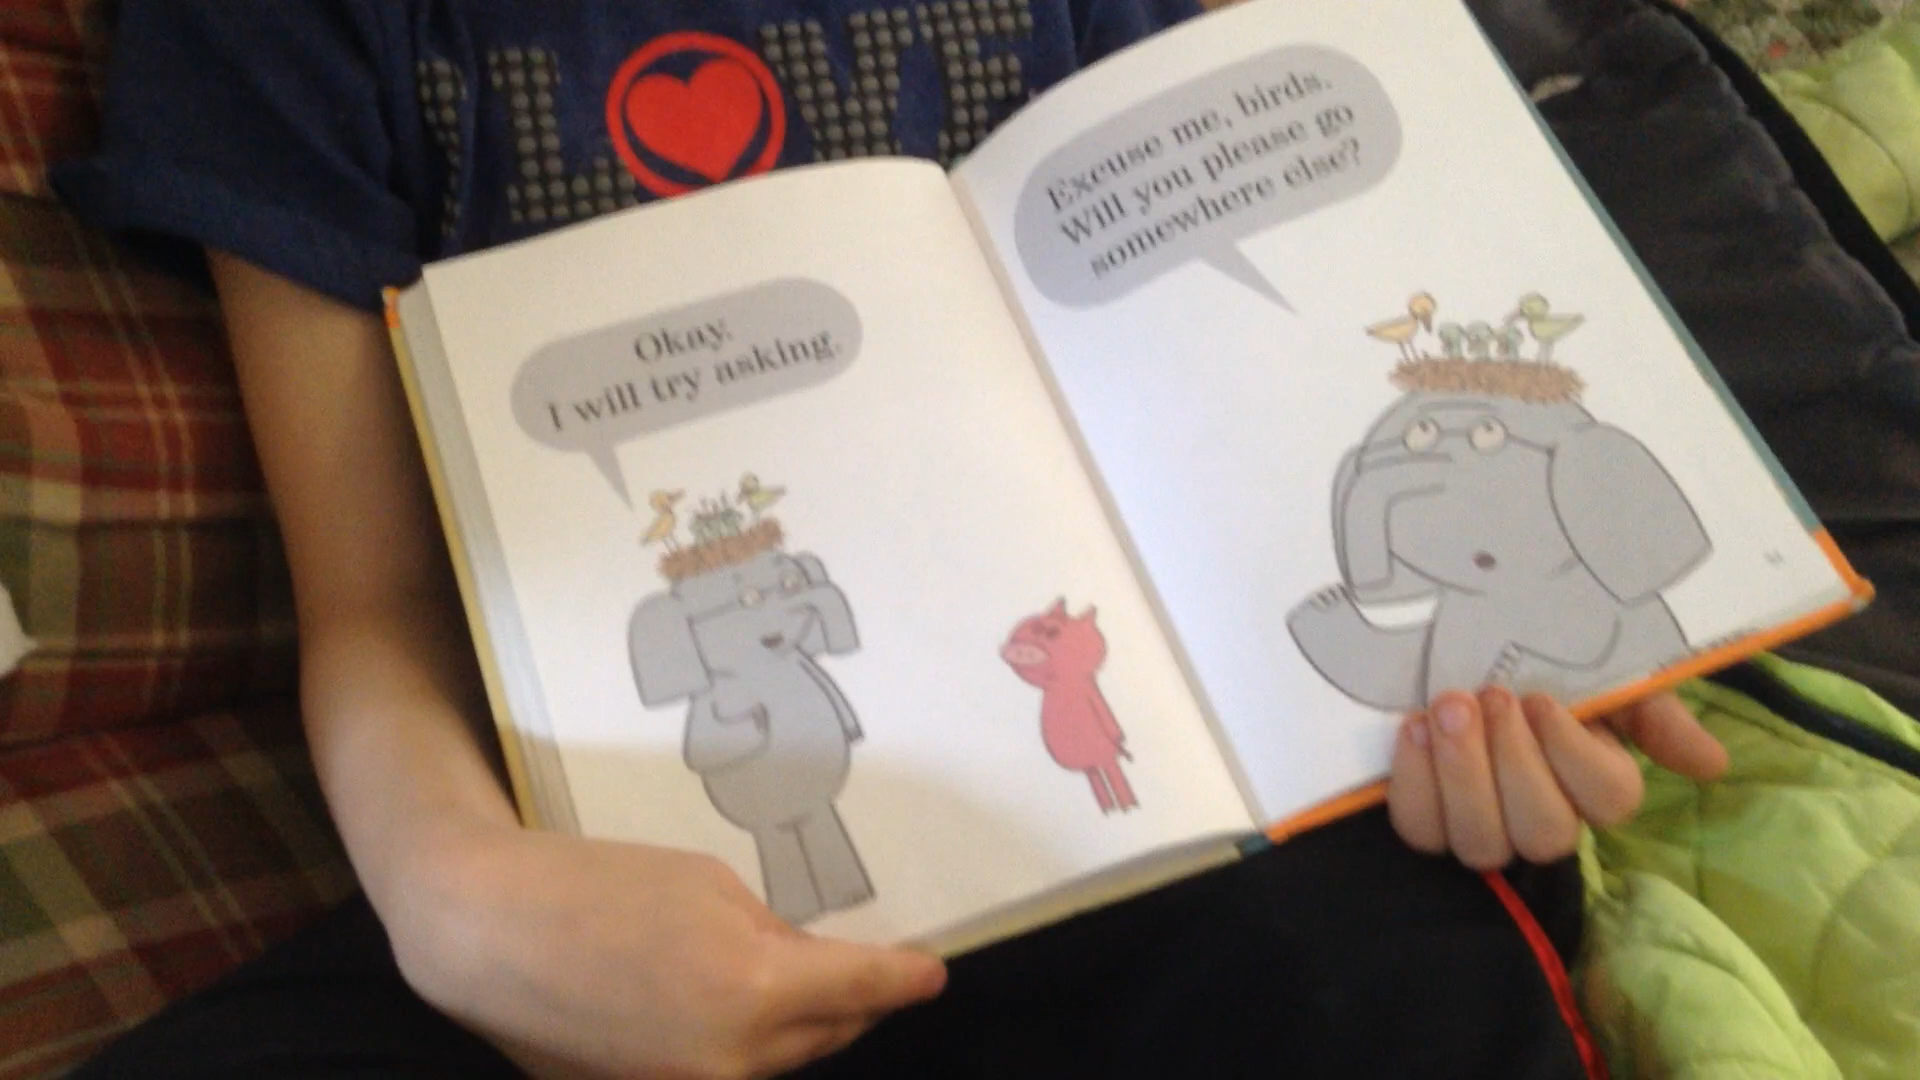 LOVE
Okay.
I will try asking.
Excuse me, birds.
Will you please go
somewhere else?